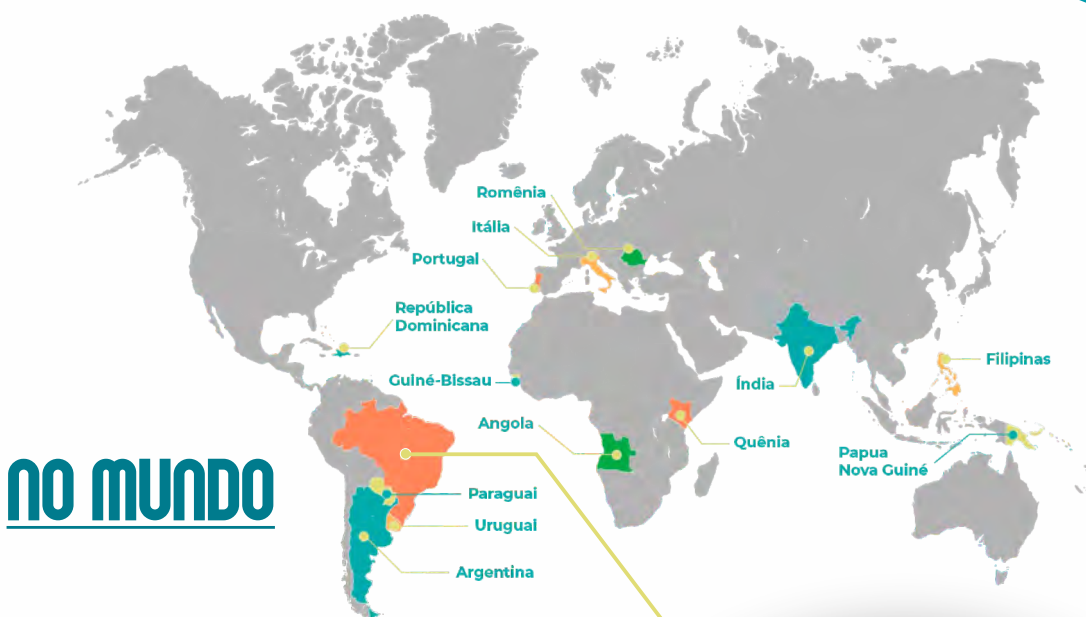 Romênia
Itália
Portugal
República
Dominicana
Guiné-Bissau
Angola
Filipinas
Índia
Quênia
Papua
Nova Guiné
NO MUNDO
Paraguai
Uruguai
Argentina